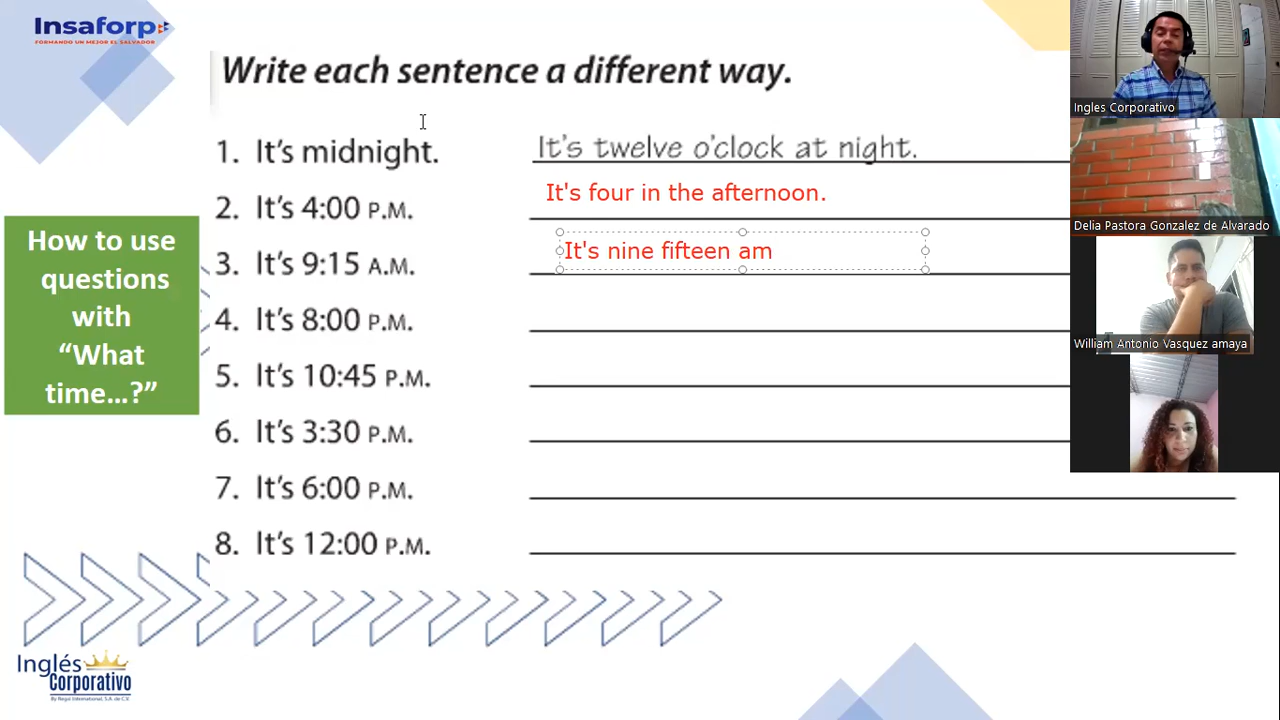 Insaforp
FORMANDO UN MEJOR EL SALVADOR
Write each sentence a different way.
1. It's midnight. It's twelve o'clock at night.
2. It's 4:00 P.M. It's four in the afternoon.
3. It's 9:15 A.M. It's nine fifteen am
4. It's 8:00 P.M.
5. It's 10:45 P.M.
6. It's 3:30 P.M.
7. It's 6:00 P.M.
8. It's 12:00 P.M.
How to use
questions
with
“What
time...?”
Inglés
Corporativo
By Regal International, S.A. de C.V.
Ingles Corporativo
Delia Pastora Gonzalez de Alvarado
William Antonio Vasquez amaya